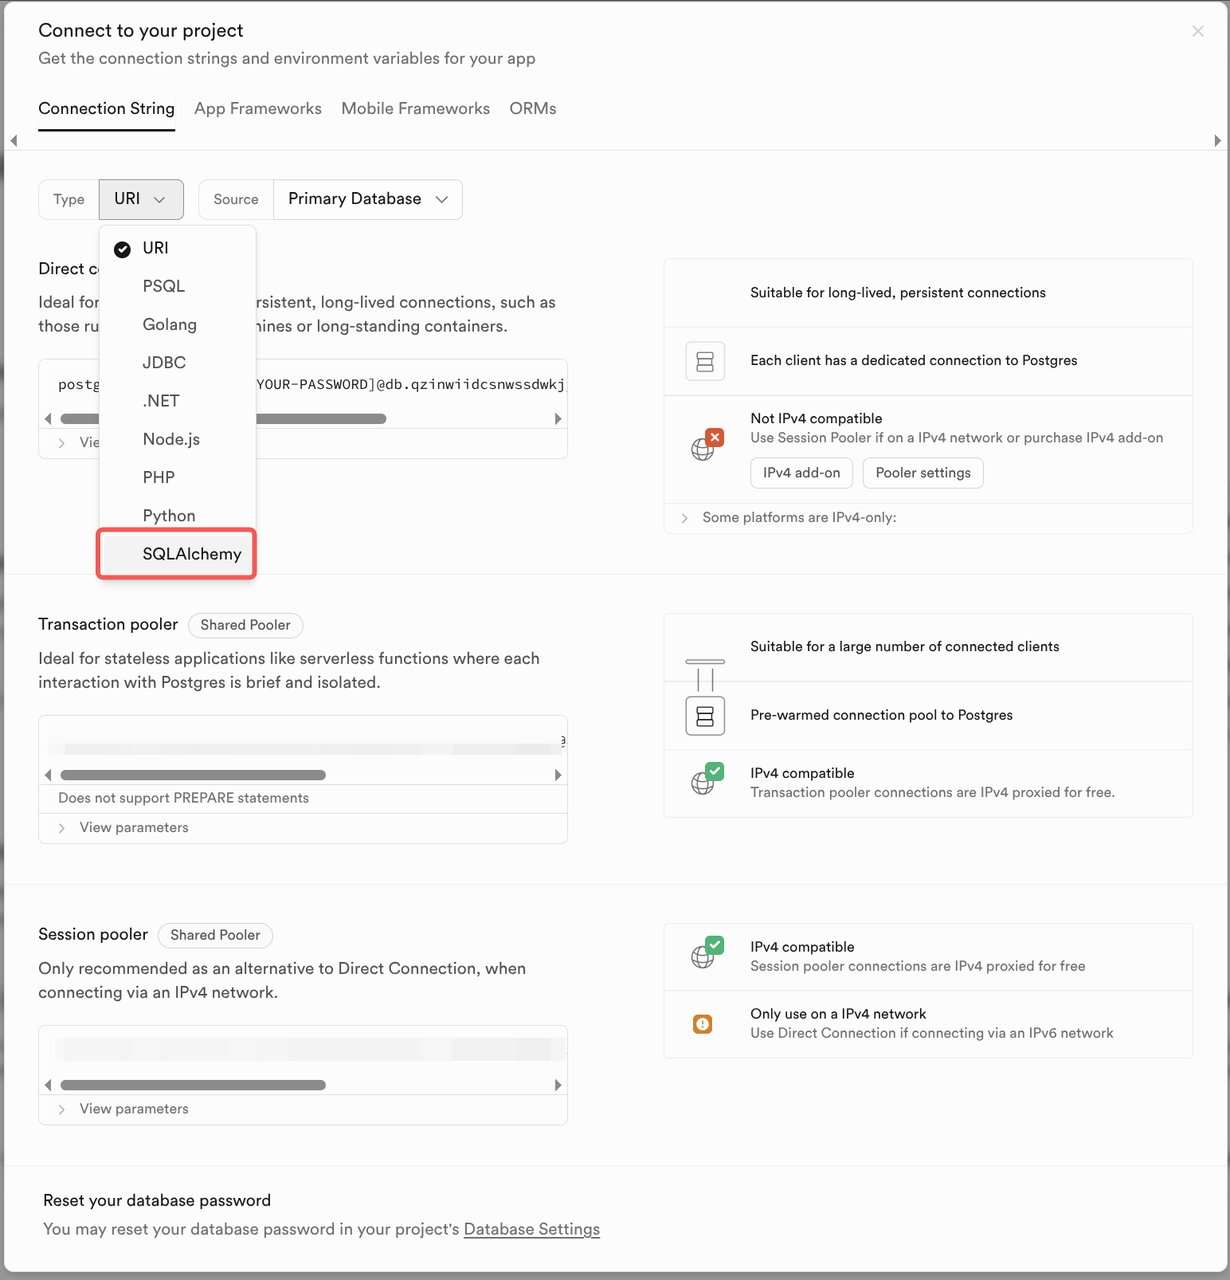 Connect to your project
Get the connection strings and environment variables for your app
Connection String App Frameworks Mobile Frameworks ORMs
Type URI Source Primary Database
URI
PSQL
Golang
JDBC
.NET
Node.js
PHP
Python
SQLAlchemy
Direct c
Ideal for rsistent, long-lived connections, such as
those ru hines or long-standing containers.
postg YOUR-PASSWORD]@db.qzinwiidcsnwssdwkj
Vie
Suitable for long-lived, persistent connections
Each client has a dedicated connection to Postgres
Not IPv4 compatible
Use Session Pooler if on a IPv4 network or purchase IPv4 add-on
IPv4 add-on Pooler settings
Some platforms are IPv4-only:
Transaction pooler Shared Pooler
Ideal for stateless applications like serverless functions where each
interaction with Postgres is brief and isolated.
Does not support PREPARE statements
View parameters
Suitable for a large number of connected clients
Pre-warmed connection pool to Postgres
IPv4 compatible
Transaction pooler connections are IPv4 proxied for free.
Session pooler Shared Pooler
Only recommended as an alternative to Direct Connection, when
connecting via an IPv4 network.
View parameters
IPv4 compatible
Session pooler connections are IPv4 proxied for free
Only use on a IPv4 network
Use Direct Connection if connecting via an IPv6 network
Reset your database password
You may reset your database password in your project's Database Settings